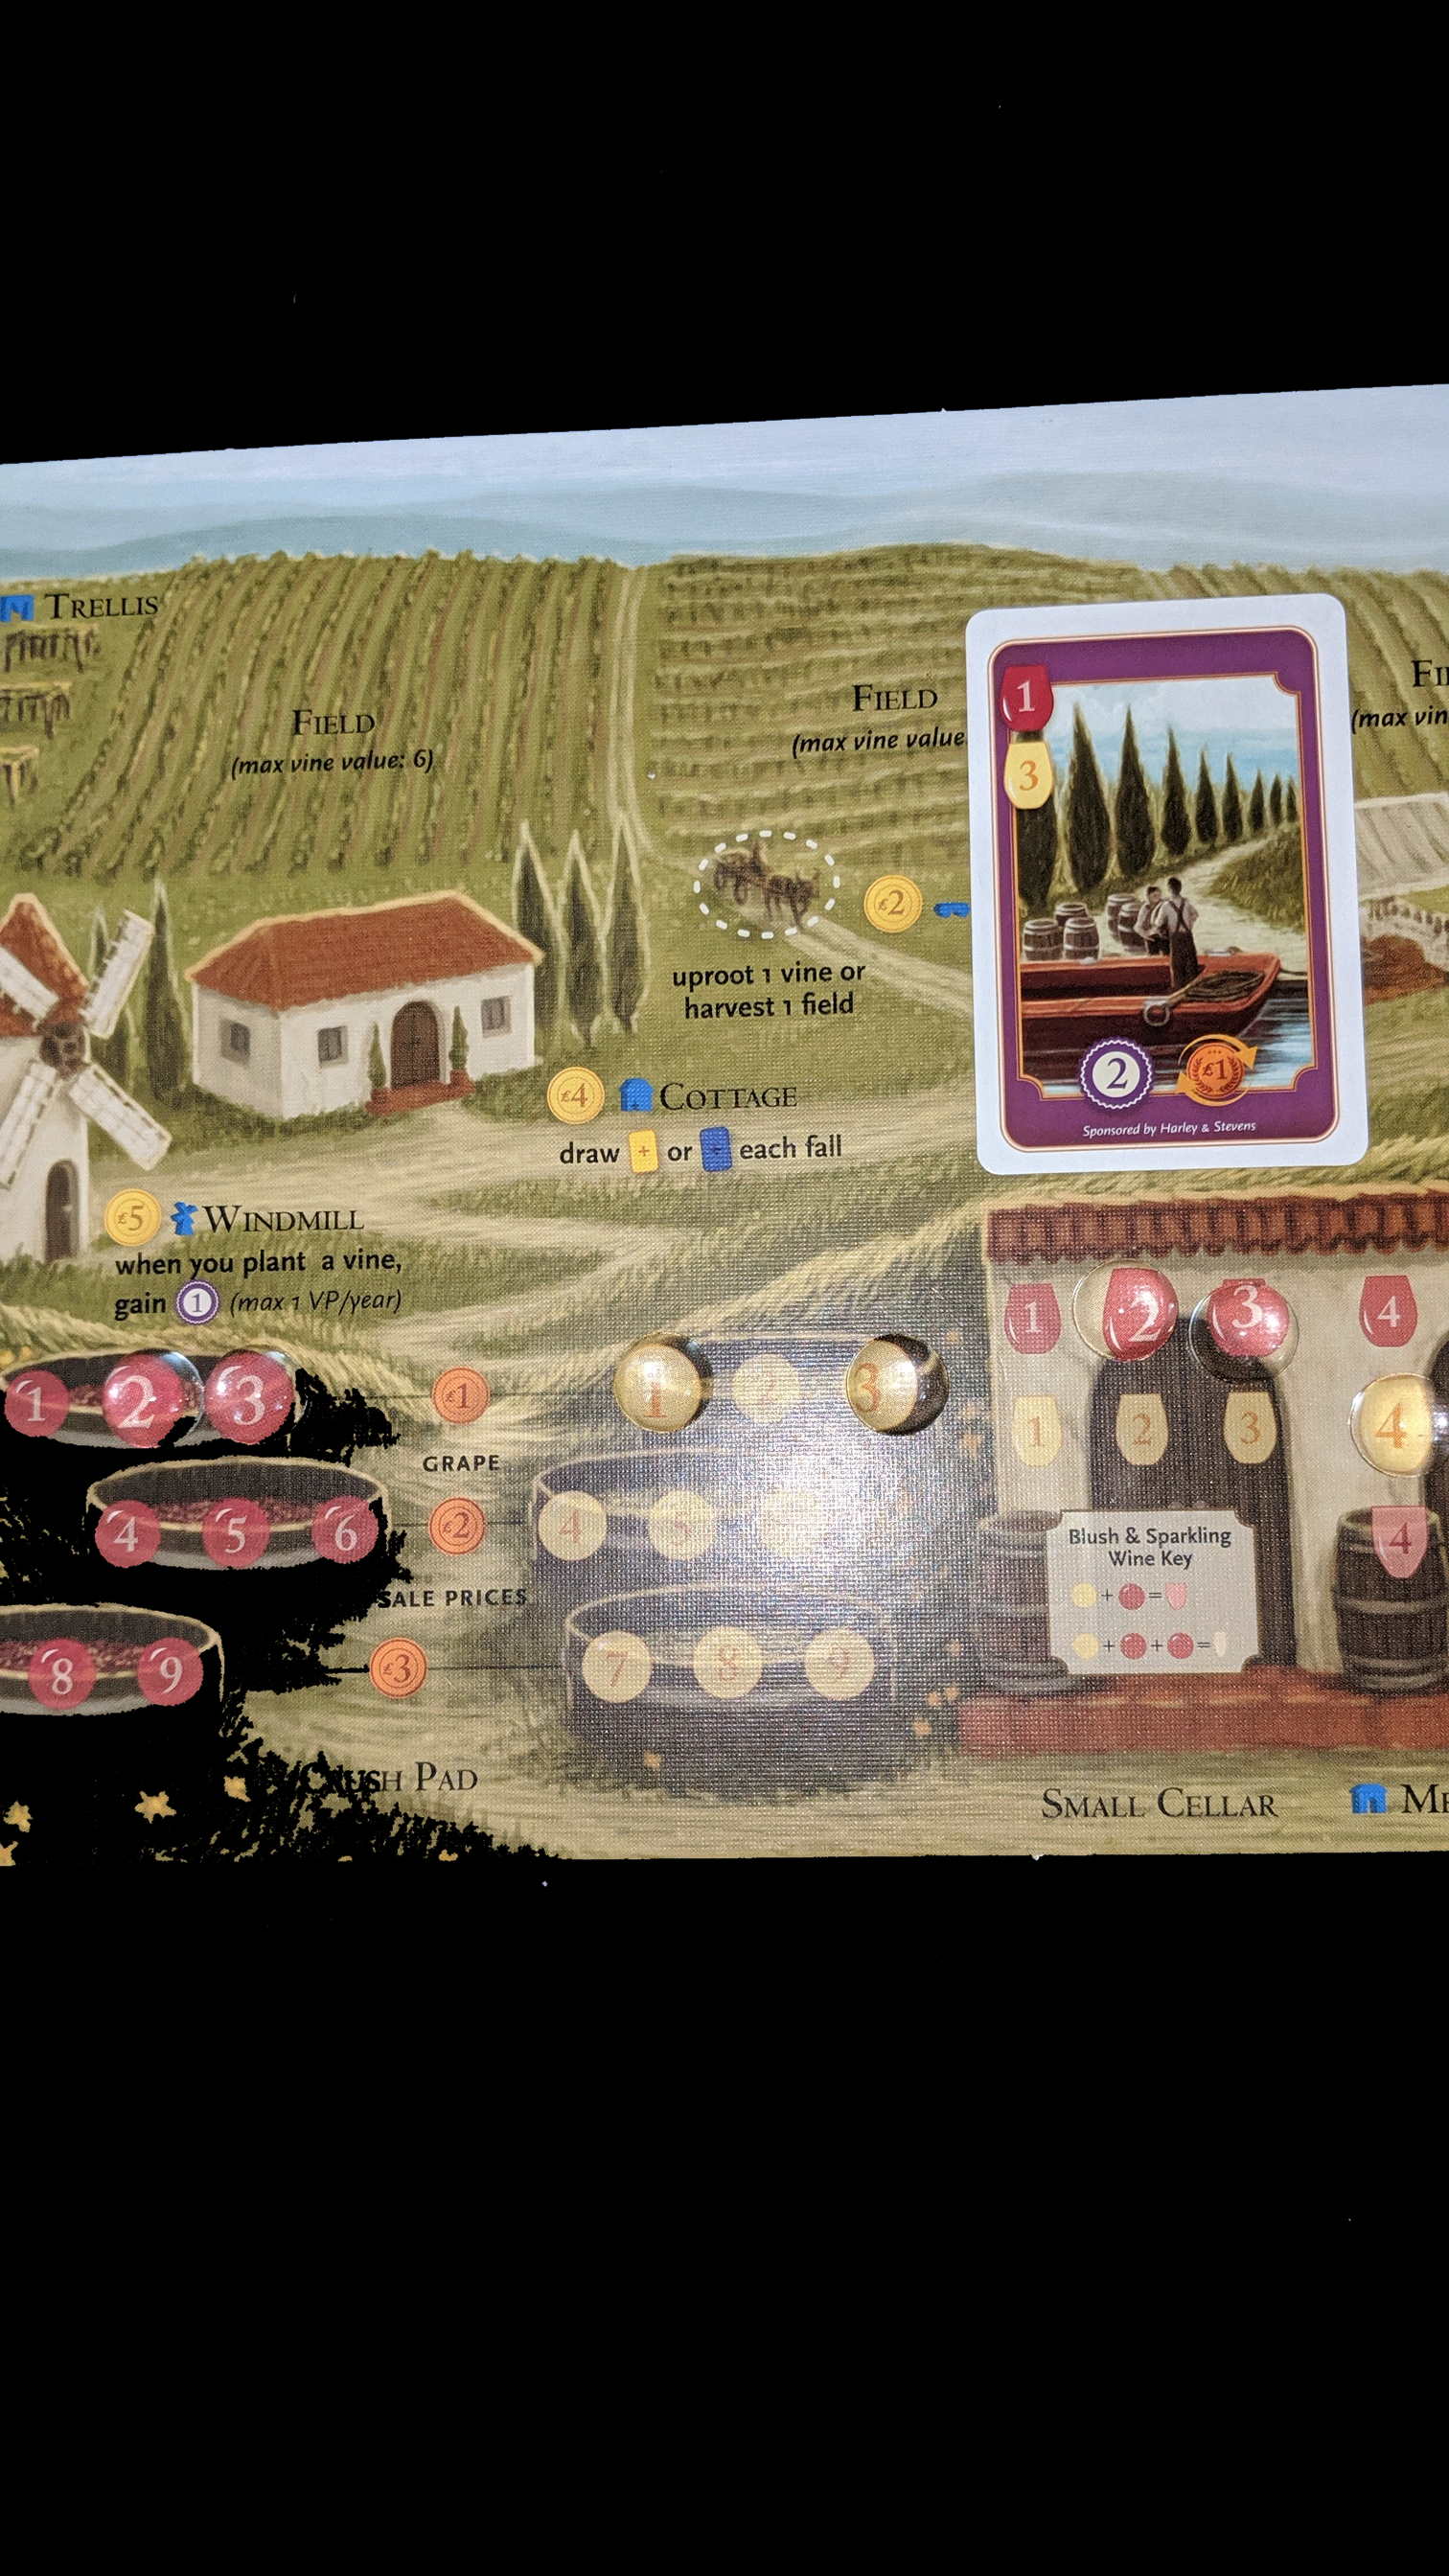 TRELLIS
FIELD
(max vine value: 6)
FIELD
(max vine value
FI
(max vin
1
3
£2
uproot 1 vine or
harvest 1 field
2
£1
Sponsored by Harley & Stevens
£4 COTTAGE
draw + or each fall
£5 WINDMILL
when you plant a vine,
gain 1 (max 1 VP/year)
1 2 3
£1
1 2 3
1 2 3 4
1 2 3 4
GRAPE
4 5 6
£2
4 5
SALE PRICES
8 9
£3
7 8 9
Blush & Sparkling
Wine Key
+ =
+ + =
4
CRUSH PAD
SMALL CELLAR
ME